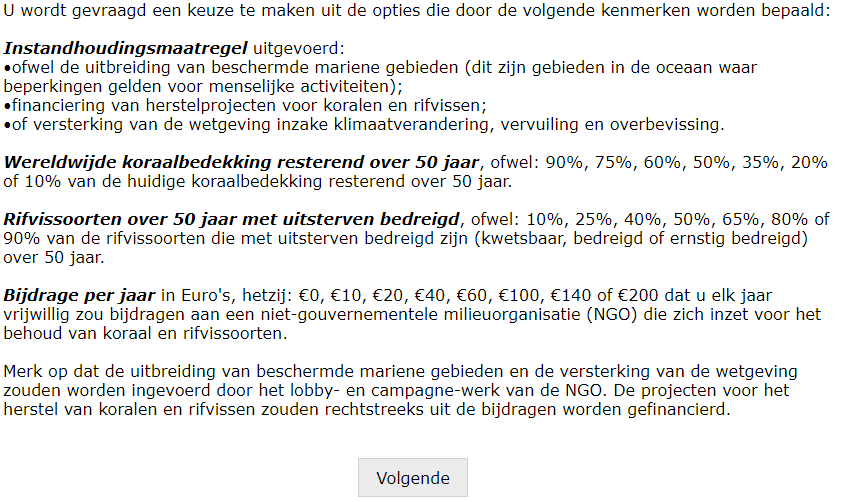 U wordt gevraagd een keuze te maken uit de opties die door de volgende kenmerken worden bepaald:
Instandhoudingsmaatregel uitgevoerd:
•ofwel de uitbreiding van beschermde mariene gebieden (dit zijn gebieden in de oceaan waar
beperkingen gelden voor menselijke activiteiten);
•financiering van herstelprojecten voor koralen en rifvissen;
•of versterking van de wetgeving inzake klimaatverandering, vervuiling en overbevissing.
Wereldwijde koraalbedekking resterend over 50 jaar, ofwel: 90%, 75%, 60%, 50%, 35%, 20%
of 10% van de huidige koraalbedekking resterend over 50 jaar.
Rifvissoorten over 50 jaar met uitsterven bedreigd, ofwel: 10%, 25%, 40%, 50%, 65%, 80% of
90% van de rifvissoorten die met uitsterven bedreigd zijn (kwetsbaar, bedreigd of ernstig bedreigd)
over 50 jaar.
Bijdrage per jaar in Euro's, hetzij: €0, €10, €20, €40, €60, €100, €140 of €200 dat u elk jaar
vrijwillig zou bijdragen aan een niet-gouvernementele milieuorganisatie (NGO) die zich inzet voor het
behoud van koraal en rifvissoorten.
Merk op dat de uitbreiding van beschermde mariene gebieden en de versterking van de wetgeving
zouden worden ingevoerd door het lobby- en campagne-werk van de NGO. De projecten voor het
herstel van koralen en rifvissen zouden rechtstreeks uit de bijdragen worden gefinancierd.
Volgende